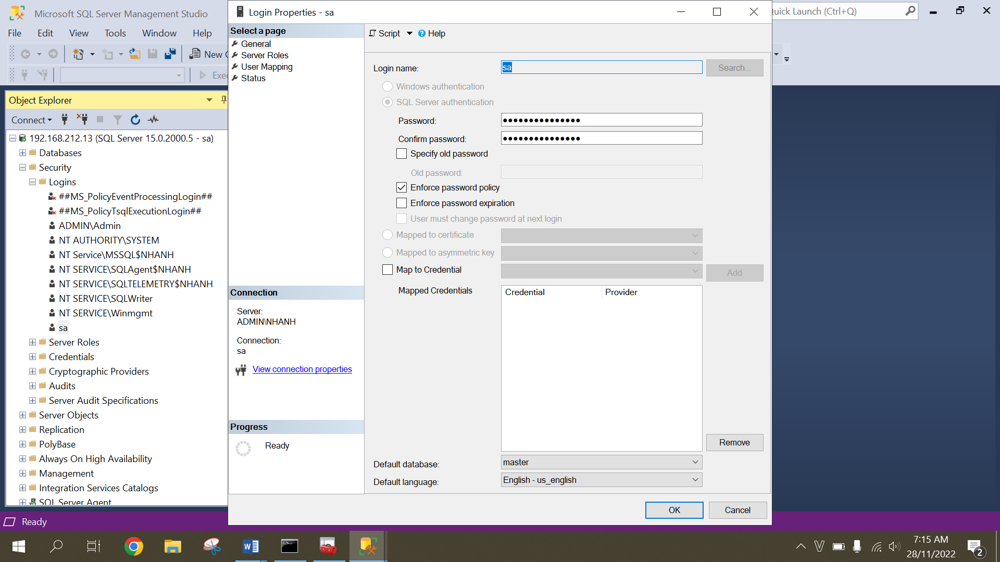 Microsoft SQL Server Management Studio
Quick Launch (Ctrl+Q)
File Edit View Tools Window Help
New
Exec
Object Explorer
Connect
192.168.212.13 (SQL Server 15.0.2000.5 - sa)
Databases
Security
Logins
##MS_PolicyEventProcessingLogin##
##MS_PolicyTsqlExecutionLogin##
ADMIN\Admin
NT AUTHORITY\SYSTEM
NT Service\MSSQL$NHANH
NT SERVICE\SQLAgent$NHANH
NT SERVICE\SQLTELEMETRY$NHANH
NT SERVICE\SQLWriter
NT SERVICE\Winmgmt
sa
Server Roles
Credentials
Cryptographic Providers
Audits
Server Audit Specifications
Server Objects
Replication
PolyBase
Always On High Availability
Management
Integration Services Catalogs
SQL Server Agent
Ready
Login Properties - sa
Select a page
General
Server Roles
User Mapping
Status
Connection
Server:
ADMIN\NHANH
Connection:
sa
View connection properties
Progress
Ready
Script Help
Login name: sa Search...
Windows authentication
SQL Server authentication
Password: ●●●●●●●●●●●●●●●
Confirm password: ●●●●●●●●●●●●●●●
Specify old password
Old password:
Enforce password policy
Enforce password expiration
User must change password at next login
Mapped to certificate
Mapped to asymmetric key
Map to Credential Add
Mapped Credentials Credential Provider
Remove
Default database: master
Default language: English - us_english
OK Cancel
7:15 AM
28/11/2022
2